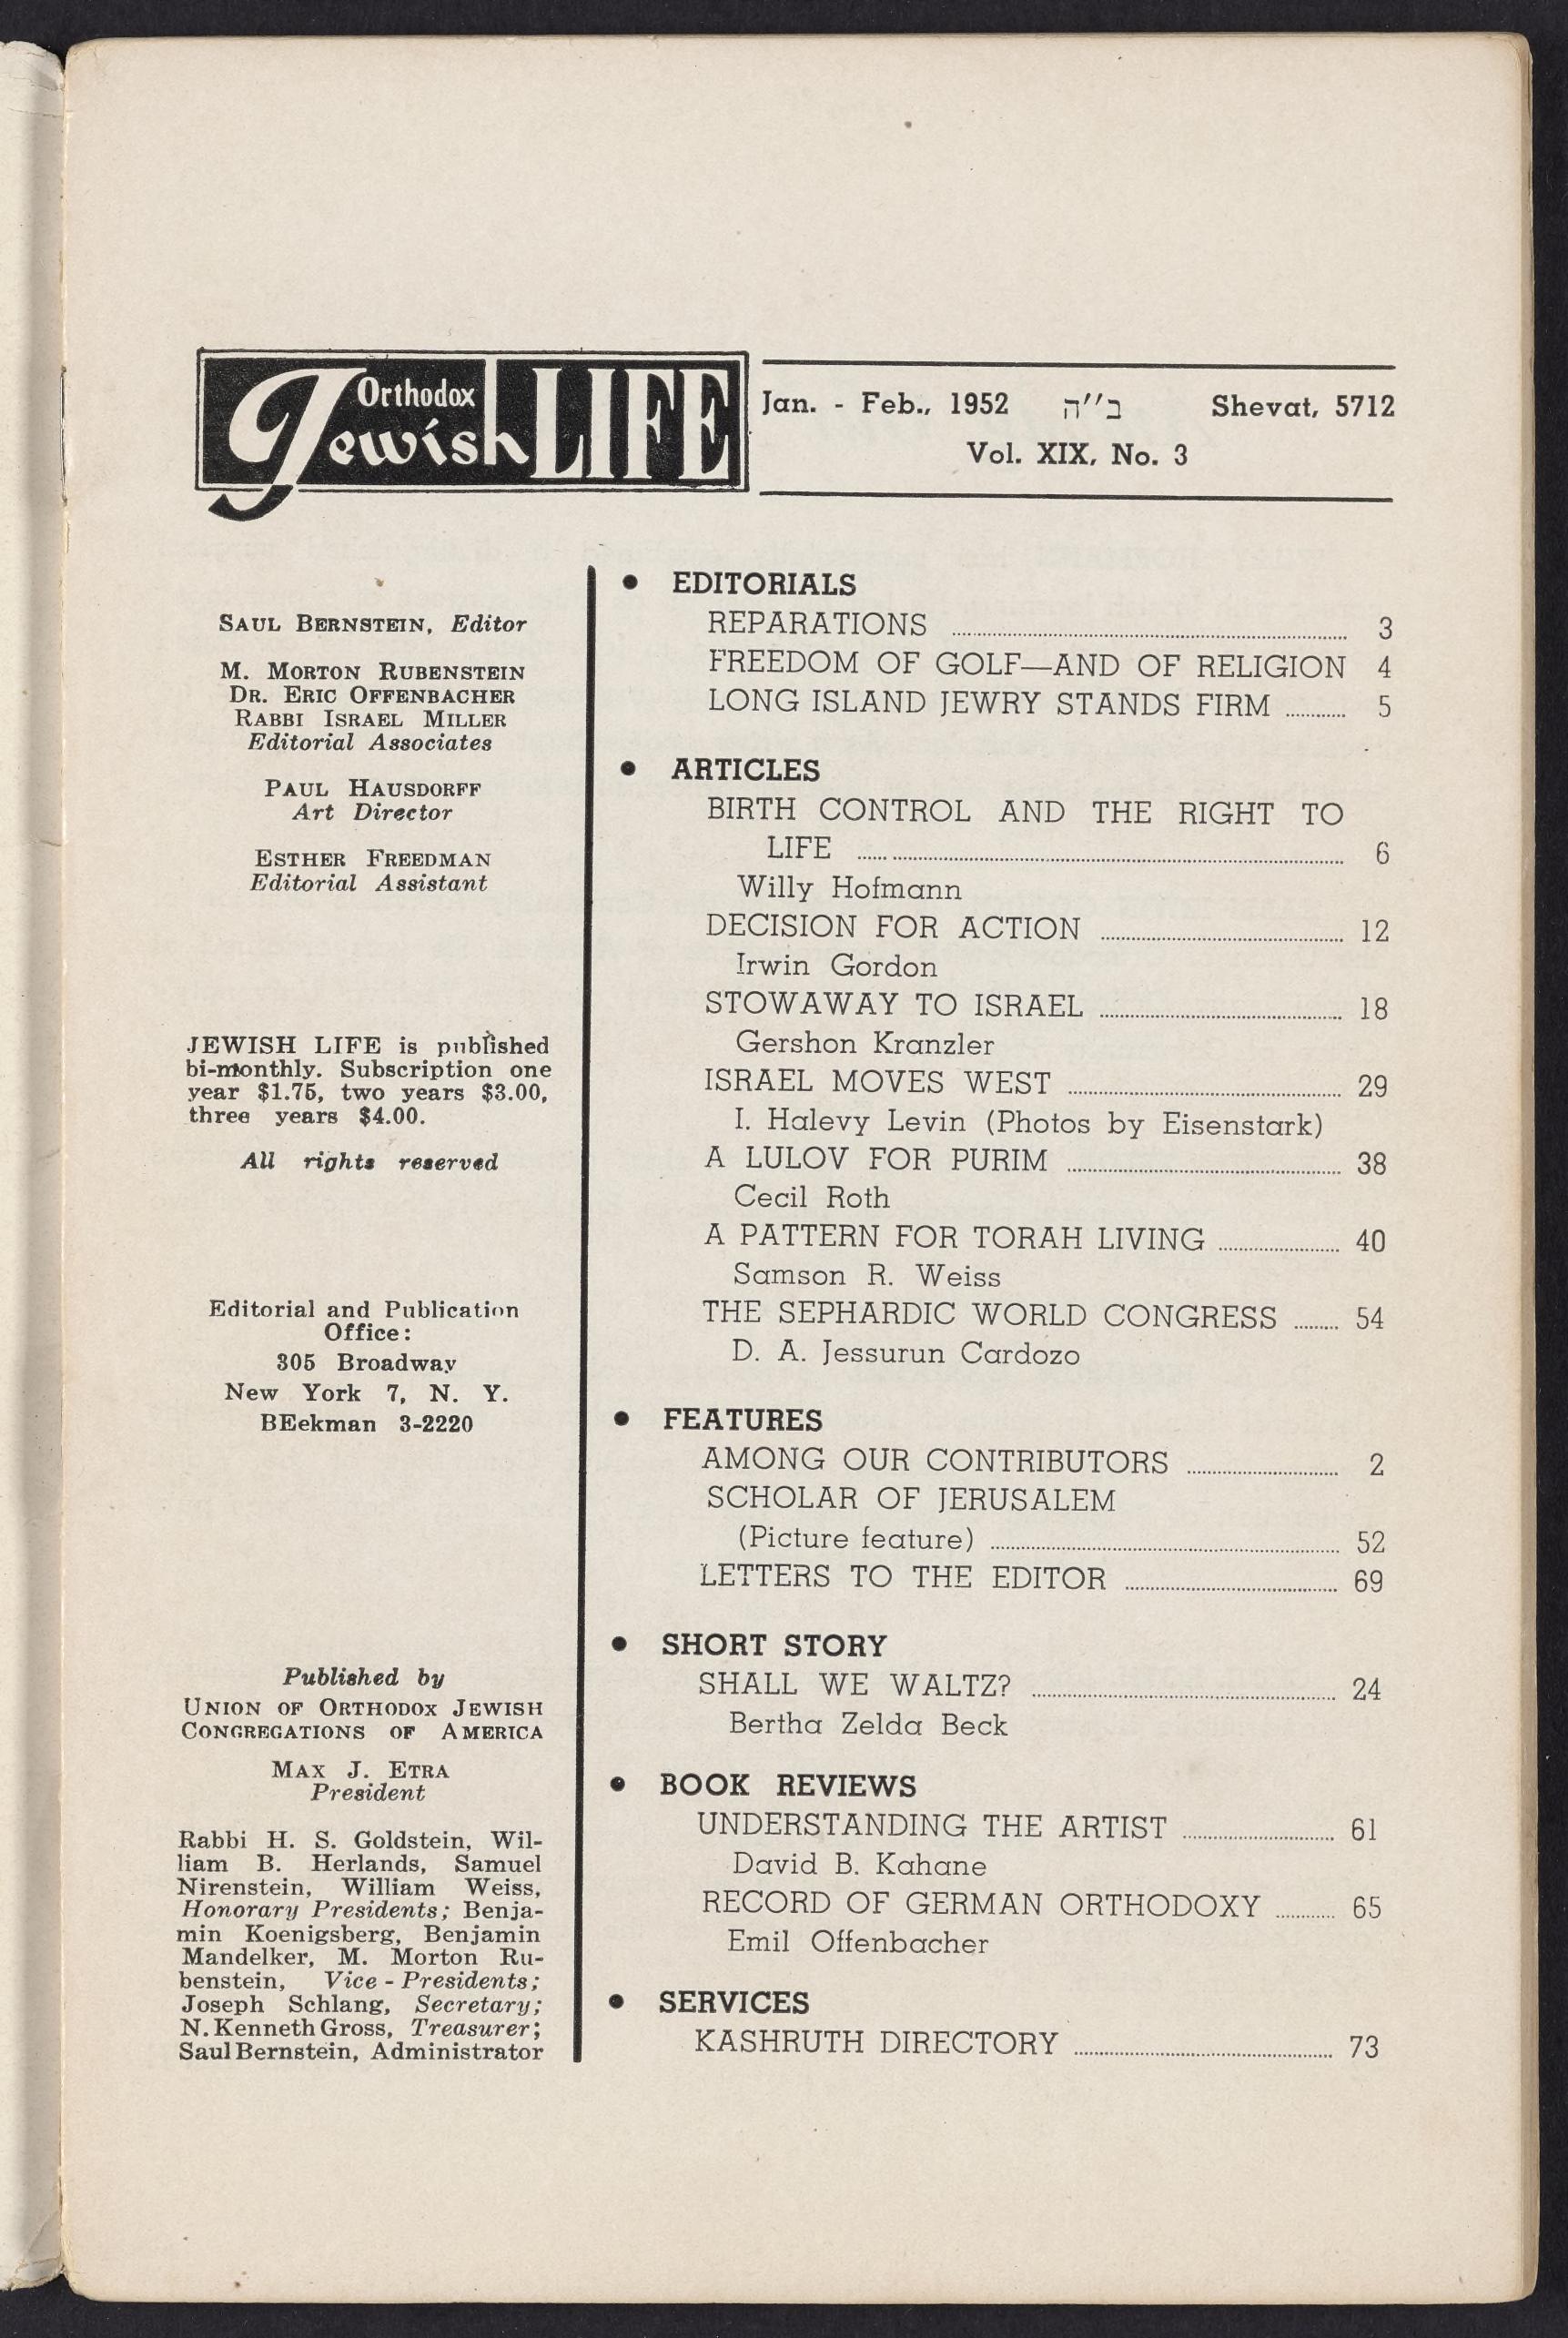 Orthodox
Jewish LIFE
Jan. - Feb., 1952 ב״ה Shevat, 5712
Vol. XIX, No. 3
SAUL BERNSTEIN, Editor
M. MORTON RUBENSTEIN
DR. ERIC OFFENBACHER
RABBI ISRAEL MILLER
Editorial Associates
PAUL HAUSDORFF
Art Director
ESTHER FREEDMAN
Editorial Assistant
JEWISH LIFE is published
bi-monthly. Subscription one
year $1.75, two years $3.00,
three years $4.00.
All rights reserved
Editorial and Publication
Office:
305 Broadway
New York 7, N. Y.
BEekman 3-2220
Published by
UNION OF ORTHODOX JEWISH
CONGREGATIONS OF AMERICA
MAX J. ETRA
President
Rabbi H. S. Goldstein, Wil-
liam B. Herlands, Samuel
Nirenstein, William Weiss,
Honorary Presidents; Benja-
min Koenigsberg, Benjamin
Mandelker, M. Morton Ru-
benstein, Vice - Presidents;
Joseph Schlang, Secretary;
N. Kenneth Gross, Treasurer;
Saul Bernstein, Administrator
• EDITORIALS
REPARATIONS ........ 3
FREEDOM OF GOLF—AND OF RELIGION 4
LONG ISLAND JEWRY STANDS FIRM ........ 5
• ARTICLES
BIRTH CONTROL AND THE RIGHT TO
LIFE ........ 6
Willy Hofmann
DECISION FOR ACTION ........ 12
Irwin Gordon
STOWAWAY TO ISRAEL ........ 18
Gershon Kranzler
ISRAEL MOVES WEST ........ 29
I. Halevy Levin (Photos by Eisenstark)
A LULOV FOR PURIM ........ 38
Cecil Roth
A PATTERN FOR TORAH LIVING ........ 40
Samson R. Weiss
THE SEPHARDIC WORLD CONGRESS ........ 54
D. A. Jessurun Cardozo
• FEATURES
AMONG OUR CONTRIBUTORS ........ 2
SCHOLAR OF JERUSALEM
(Picture feature) ........ 52
LETTERS TO THE EDITOR ........ 69
• SHORT STORY
SHALL WE WALTZ? ........ 24
Bertha Zelda Beck
• BOOK REVIEWS
UNDERSTANDING THE ARTIST ........ 61
David B. Kahane
RECORD OF GERMAN ORTHODOXY ........ 65
Emil Offenbacher
• SERVICES
KASHRUTH DIRECTORY ........ 73